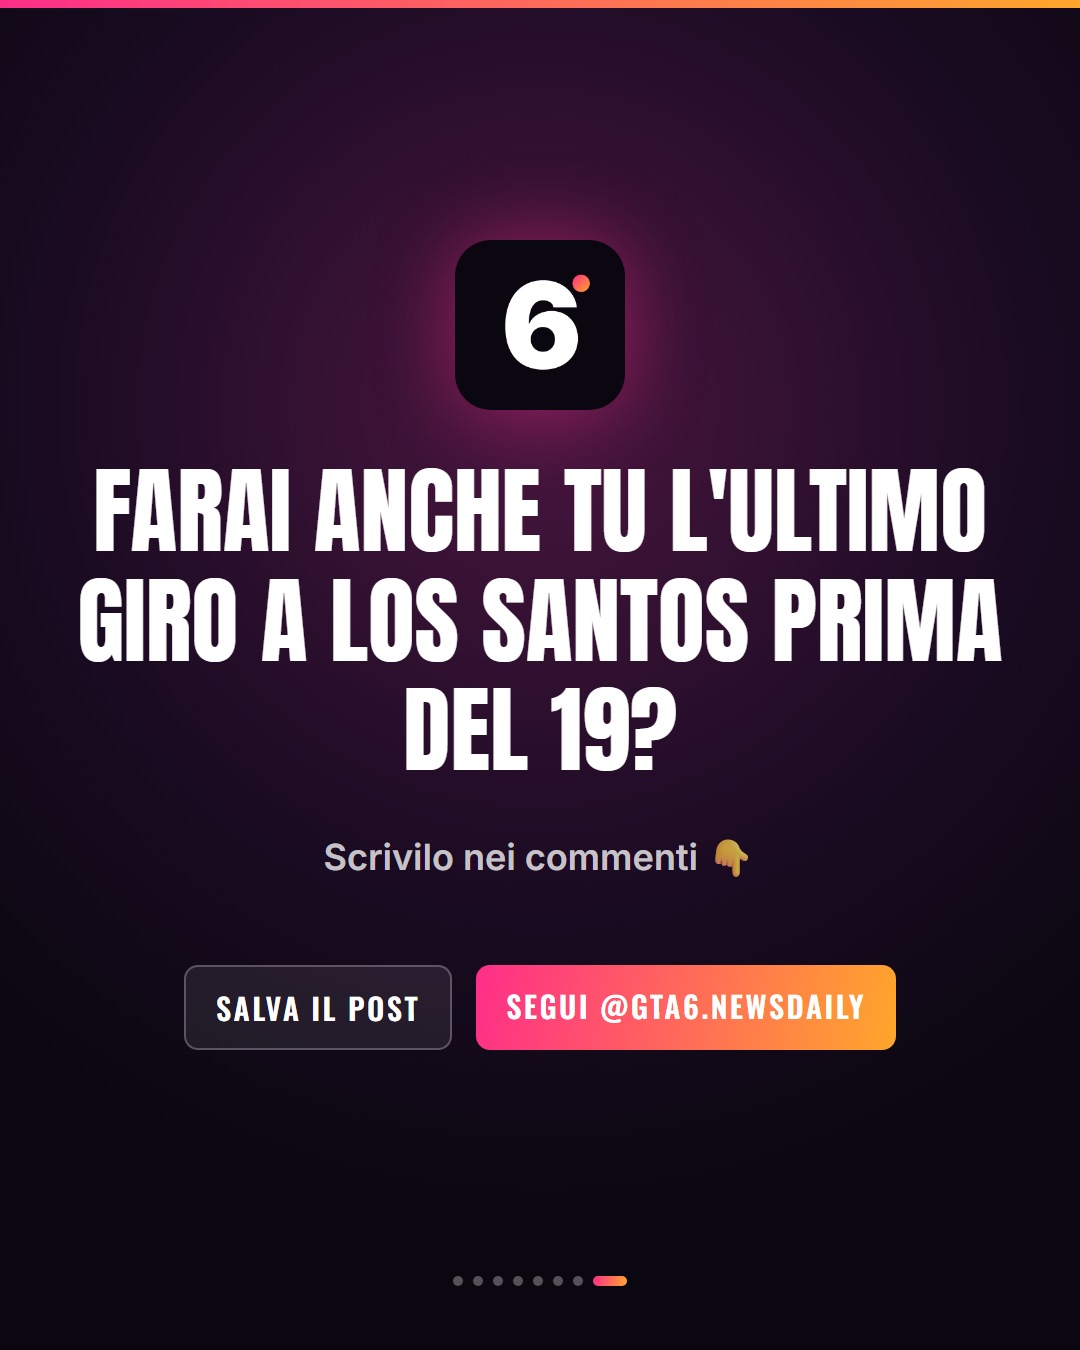 6
FARAI ANCHE TU L'ULTIMO
GIRO A LOS SANTOS PRIMA
DEL 19?
Scrivilo nei commenti 👇
SALVA IL POST
SEGUI @GTA6.NEWSDAILY